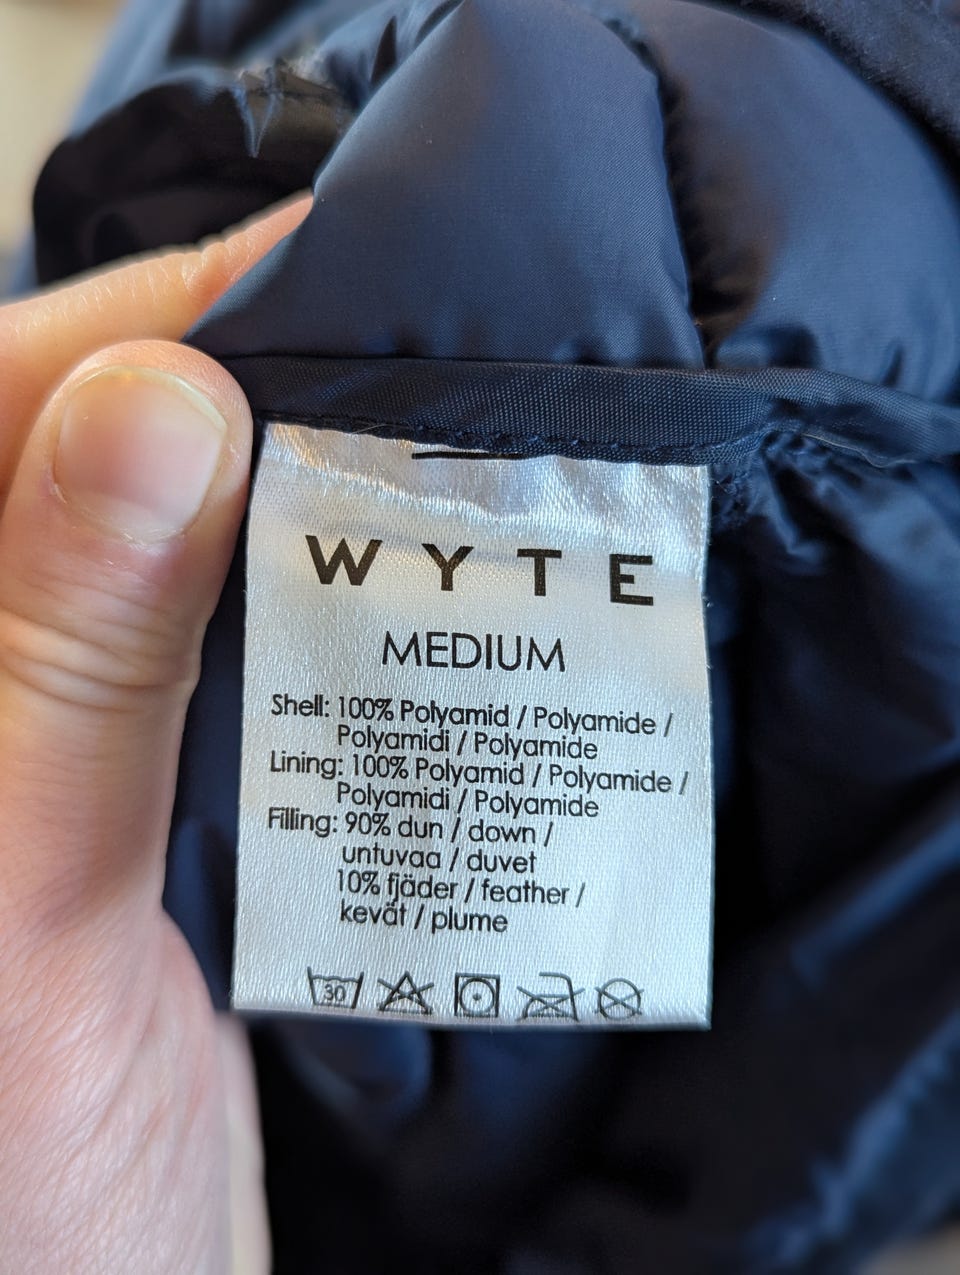 WYTE
MEDIUM
Shell: 100% Polyamid / Polyamide /
Polyamidi / Polyamide
Lining: 100% Polyamid / Polyamide /
Polyamidi / Polyamide
Filling: 90% dun / down /
untuvaa / duvet
10% fjäder / feather /
kevät / plume
30